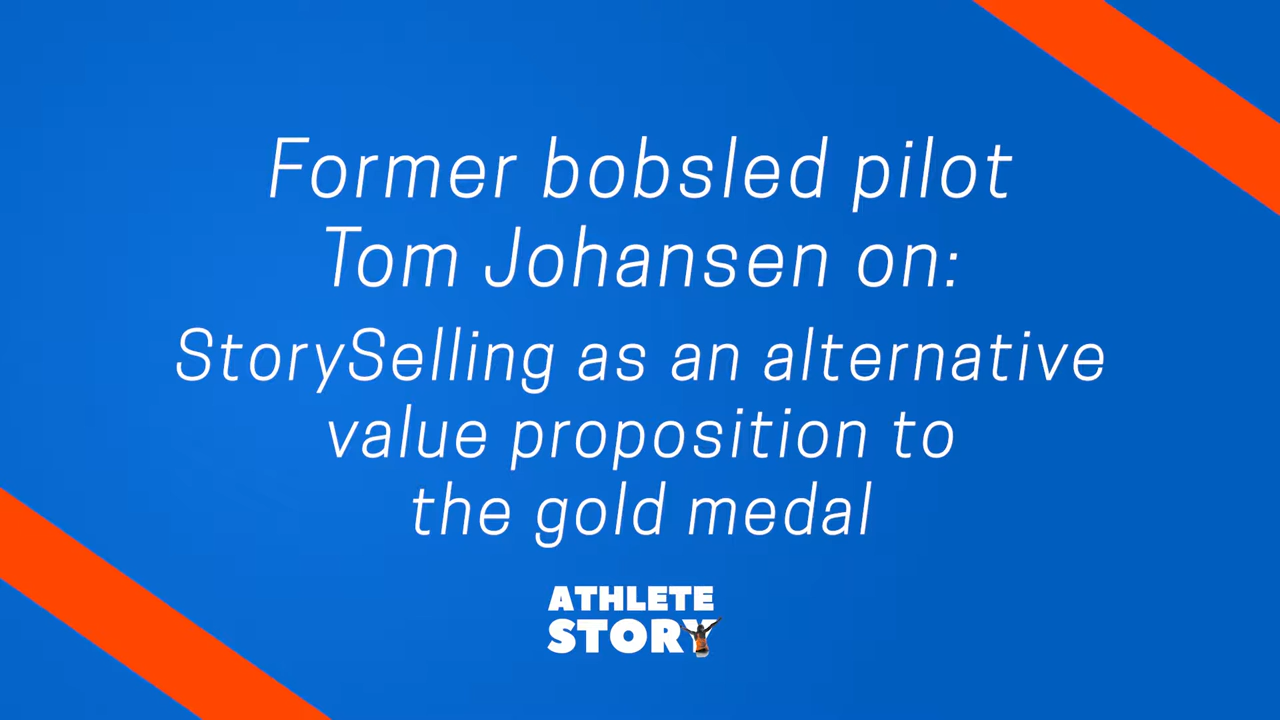 Former bobsled pilot
Tom Johansen on:
StorySelling as an alternative
value proposition to
the gold medal
ATHLETE
STORY